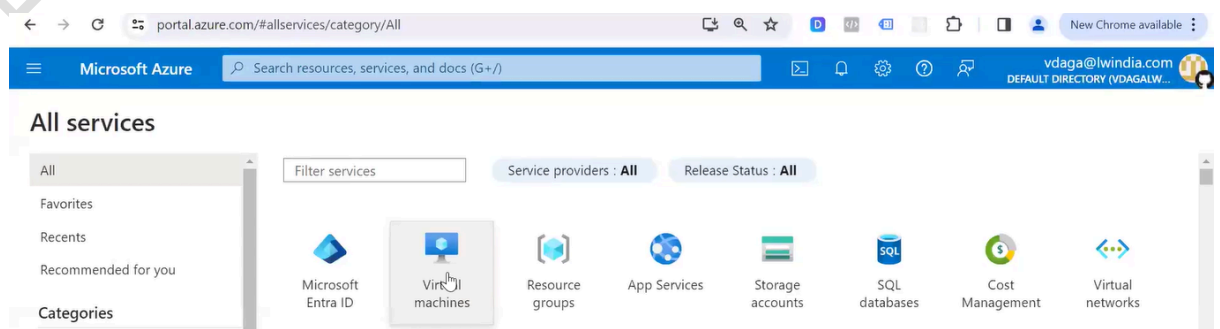 portal.azure.com/#allservices/category/All
New Chrome available
Microsoft Azure
Search resources, services, and docs (G+/)
vdaga@lwindia.com
DEFAULT DIRECTORY (VDAGALW...
All services
All
Filter services
Service providers : All
Release Status : All
Favorites
Recents
Recommended for you
Categories
Microsoft
Entra ID
Virtual
machines
Resource
groups
App Services
Storage
accounts
SQL
SQL
databases
Cost
Management
Virtual
networks